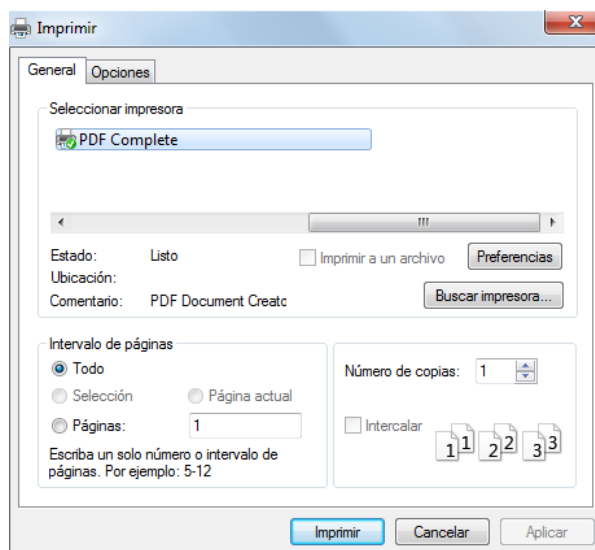 Imprimir
General Opciones
Seleccionar impresora
PDF Complete
Estado: Listo
Imprimir a un archivo
Preferencias
Ubicación:
Comentario: PDF Document Creatc
Buscar impresora...
Intervalo de páginas
Todo
Selección Página actual
Páginas: 1
Escriba un solo número o intervalo de
páginas. Por ejemplo: 5-12
Número de copias: 1
Intercalar
1 1 2 2 3 3
Imprimir Cancelar Aplicar